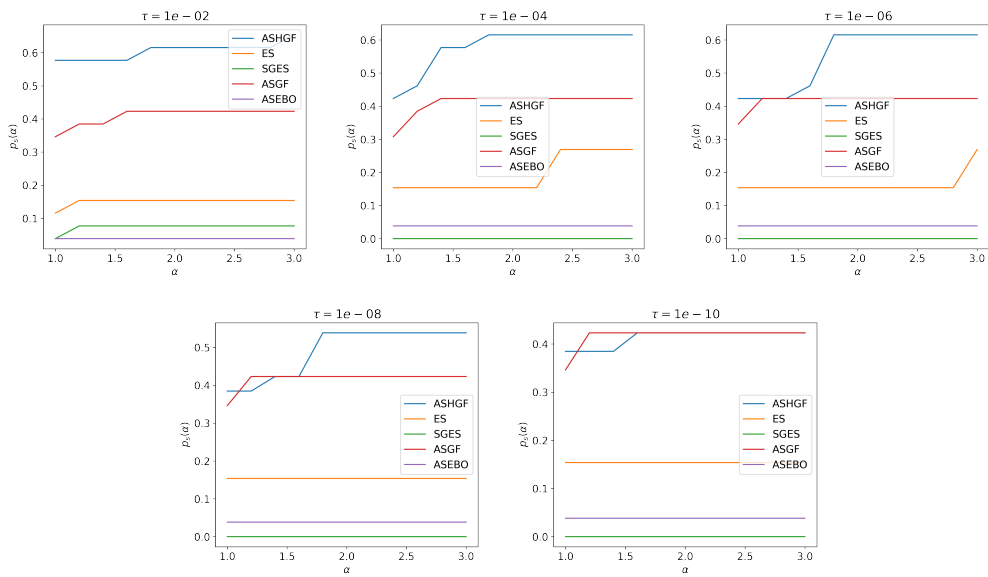 τ = 1e − 02
0.6
0.5
0.4
0.3
0.2
0.1
pₛ(α)
1.0 1.5 2.0 2.5 3.0
α
ASHGF
ES
SGES
ASGF
ASEBO
τ = 1e − 04
0.6
0.5
0.4
0.3
0.2
0.1
0.0
pₛ(α)
1.0 1.5 2.0 2.5 3.0
α
ASHGF
ES
SGES
ASGF
ASEBO
τ = 1e − 06
0.6
0.5
0.4
0.3
0.2
0.1
0.0
pₛ(α)
1.0 1.5 2.0 2.5 3.0
α
ASHGF
ES
SGES
ASGF
ASEBO
τ = 1e − 08
0.5
0.4
0.3
0.2
0.1
0.0
pₛ(α)
1.0 1.5 2.0 2.5 3.0
α
ASHGF
ES
SGES
ASGF
ASEBO
τ = 1e − 10
0.4
0.3
0.2
0.1
0.0
pₛ(α)
1.0 1.5 2.0 2.5 3.0
α
ASHGF
ES
SGES
ASGF
ASEBO